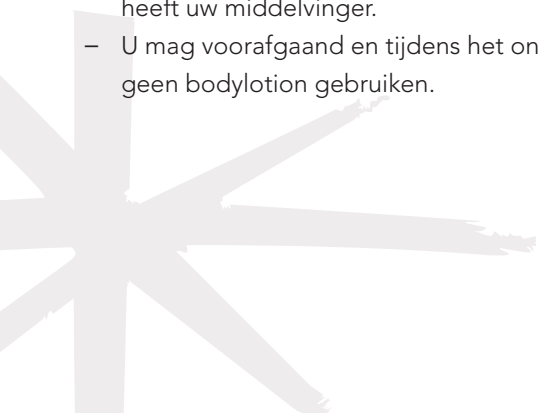 heeft uw middelvinger.
– U mag voorafgaand en tijdens het on
geen bodylotion gebruiken.